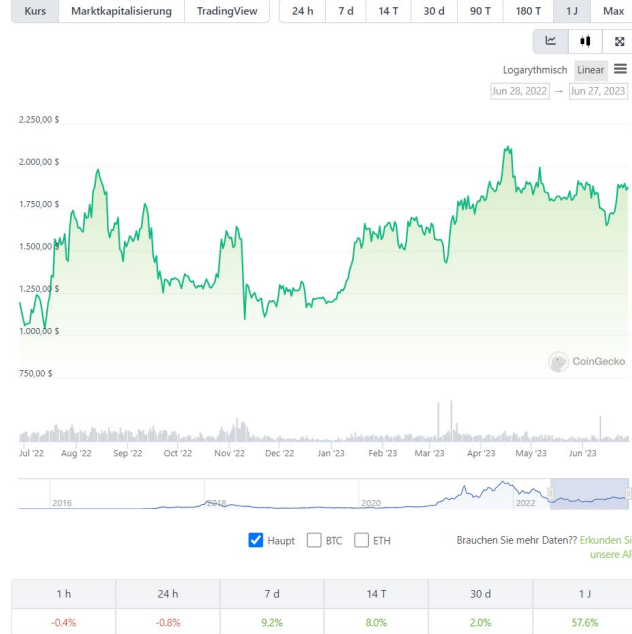 Kurs Marktkapitalisierung TradingView 24 h 7 d 14 T 30 d 90 T 180 T 1 J Max
Logarythmisch Linear
Jun 28, 2022 → Jun 27, 2023
2.250,00 $
2.000,00 $
1.750,00 $
1.500,00 $
1.250,00 $
1.000,00 $
CoinGecko
750,00 $
Jul '22 Aug '22 Sep '22 Oct '22 Nov '22 Dec '22 Jan '23 Feb '23 Mar '23 Apr '23 May '23 Jun '23
2016 2018 2020 2022
Haupt BTC ETH Brauchen Sie mehr Daten?? Erkunden Si
unsere AP
1 h 24 h 7 d 14 T 30 d 1 J
-0.4% -0.8% 9.2% 8.0% 2.0% 57.6%